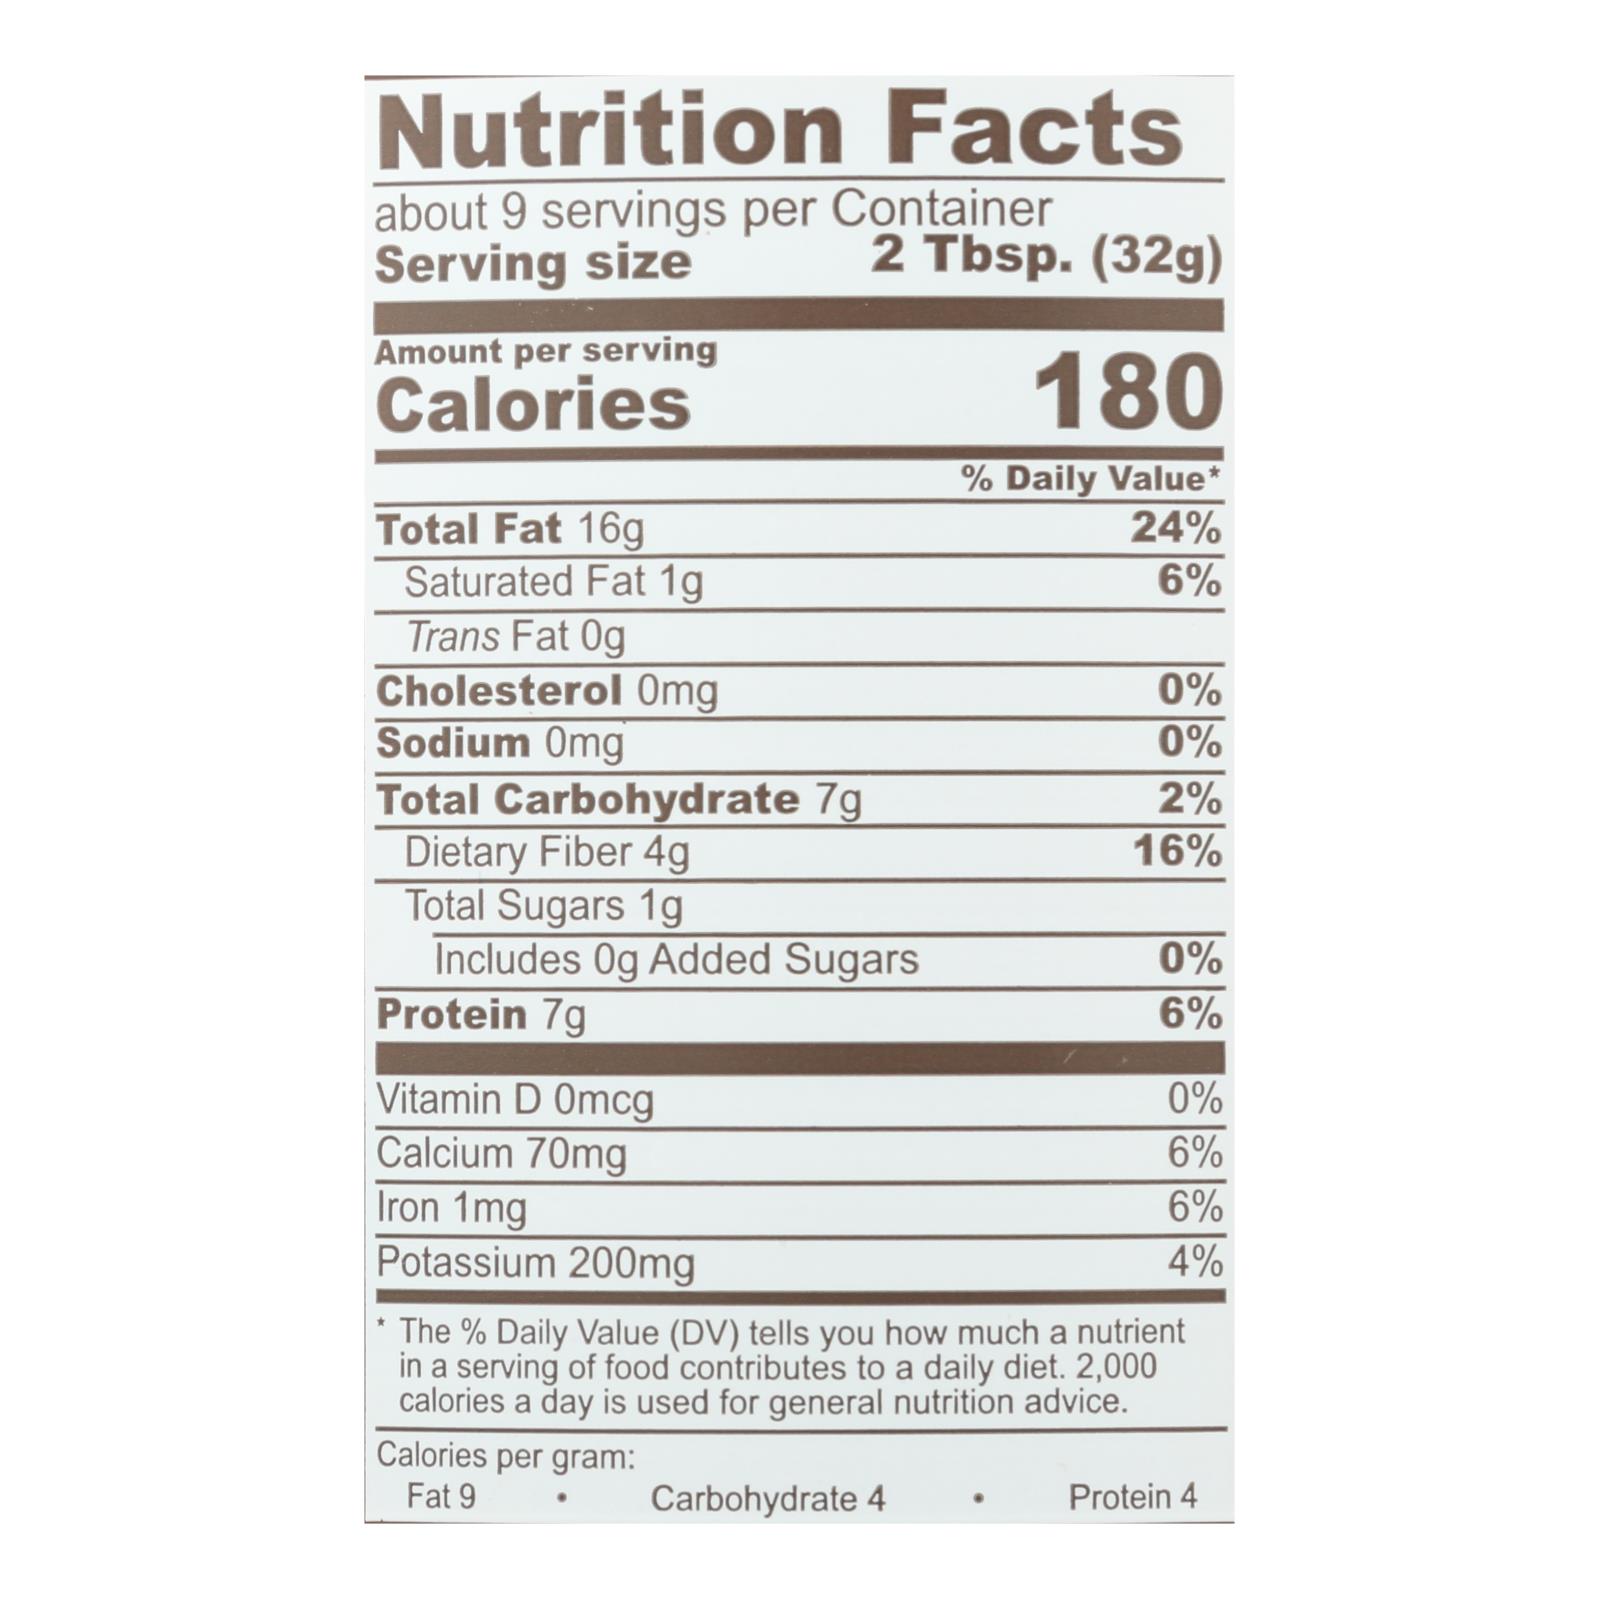 Nutrition Facts
about 9 servings per Container
Serving size 2 Tbsp. (32g)
Amount per serving
Calories 180
% Daily Value*
Total Fat 16g 24%
Saturated Fat 1g 6%
Trans Fat 0g
Cholesterol 0mg 0%
Sodium 0mg 0%
Total Carbohydrate 7g 2%
Dietary Fiber 4g 16%
Total Sugars 1g
Includes 0g Added Sugars 0%
Protein 7g 6%
Vitamin D 0mcg 0%
Calcium 70mg 6%
Iron 1mg 6%
Potassium 200mg 4%
* The % Daily Value (DV) tells you how much a nutrient
in a serving of food contributes to a daily diet. 2,000
calories a day is used for general nutrition advice.
Calories per gram:
Fat 9 • Carbohydrate 4 • Protein 4